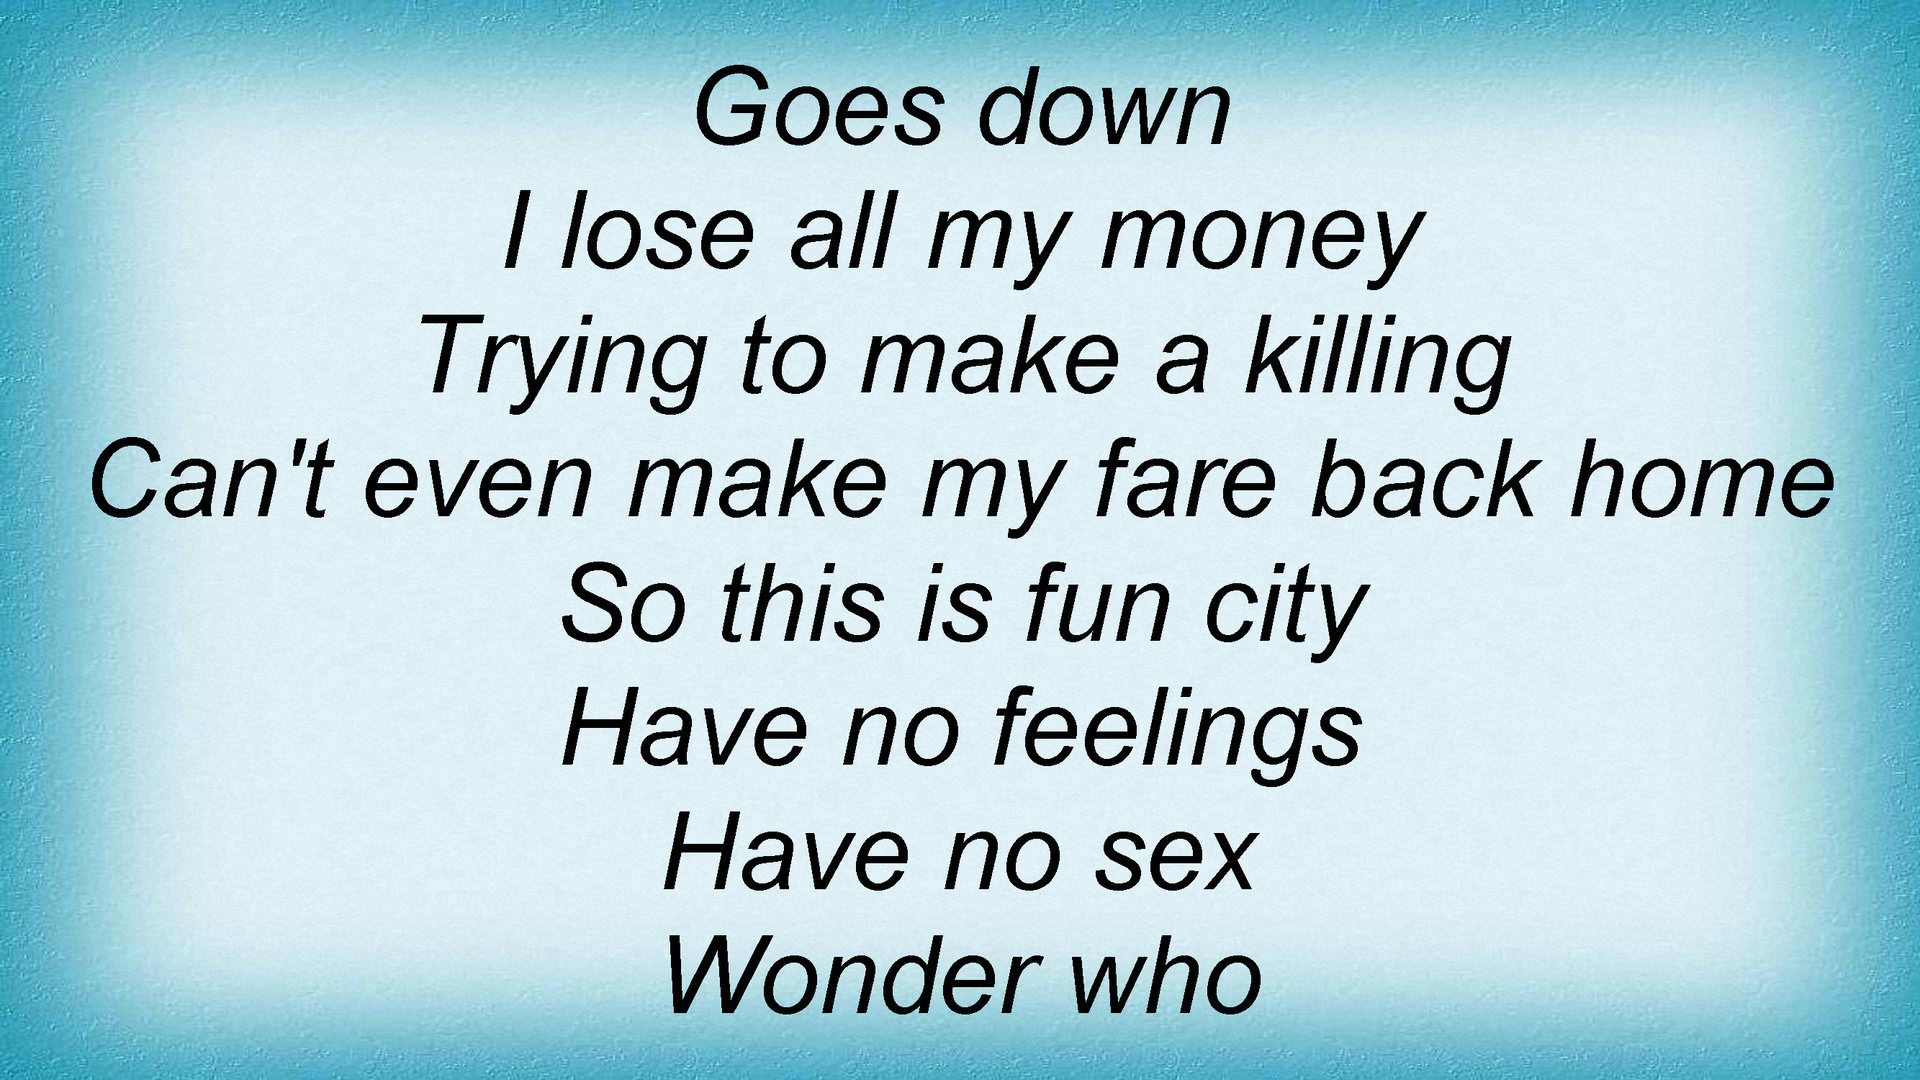 Goes down
I lose all my money
Trying to make a killing
Can't even make my fare back home
So this is fun city
Have no feelings
Have no sex
Wonder who